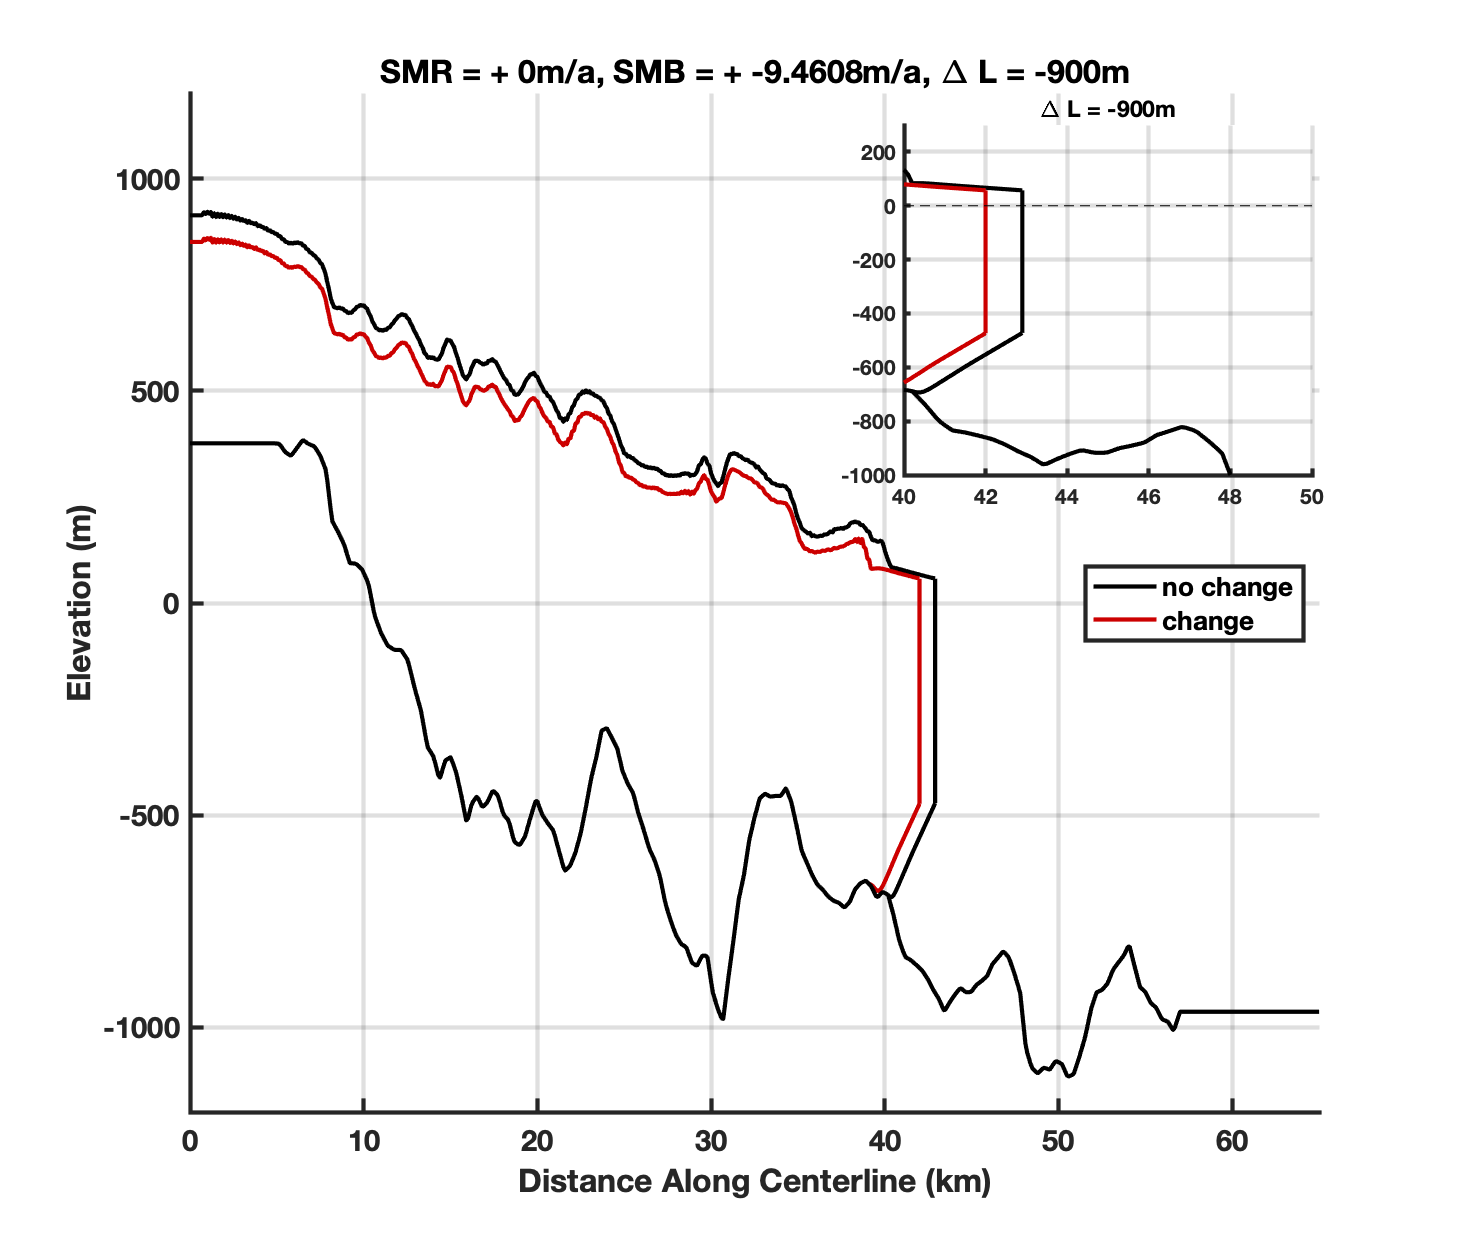 SMR = + 0m/a, SMB = + -9.4608m/a, Δ L = -900m
Δ L = -900m
200
0
-200
-400
-600
-800
-1000
40 42 44 46 48 50
1000
500
0
-500
-1000
Elevation (m)
no change
change
0 10 20 30 40 50 60
Distance Along Centerline (km)